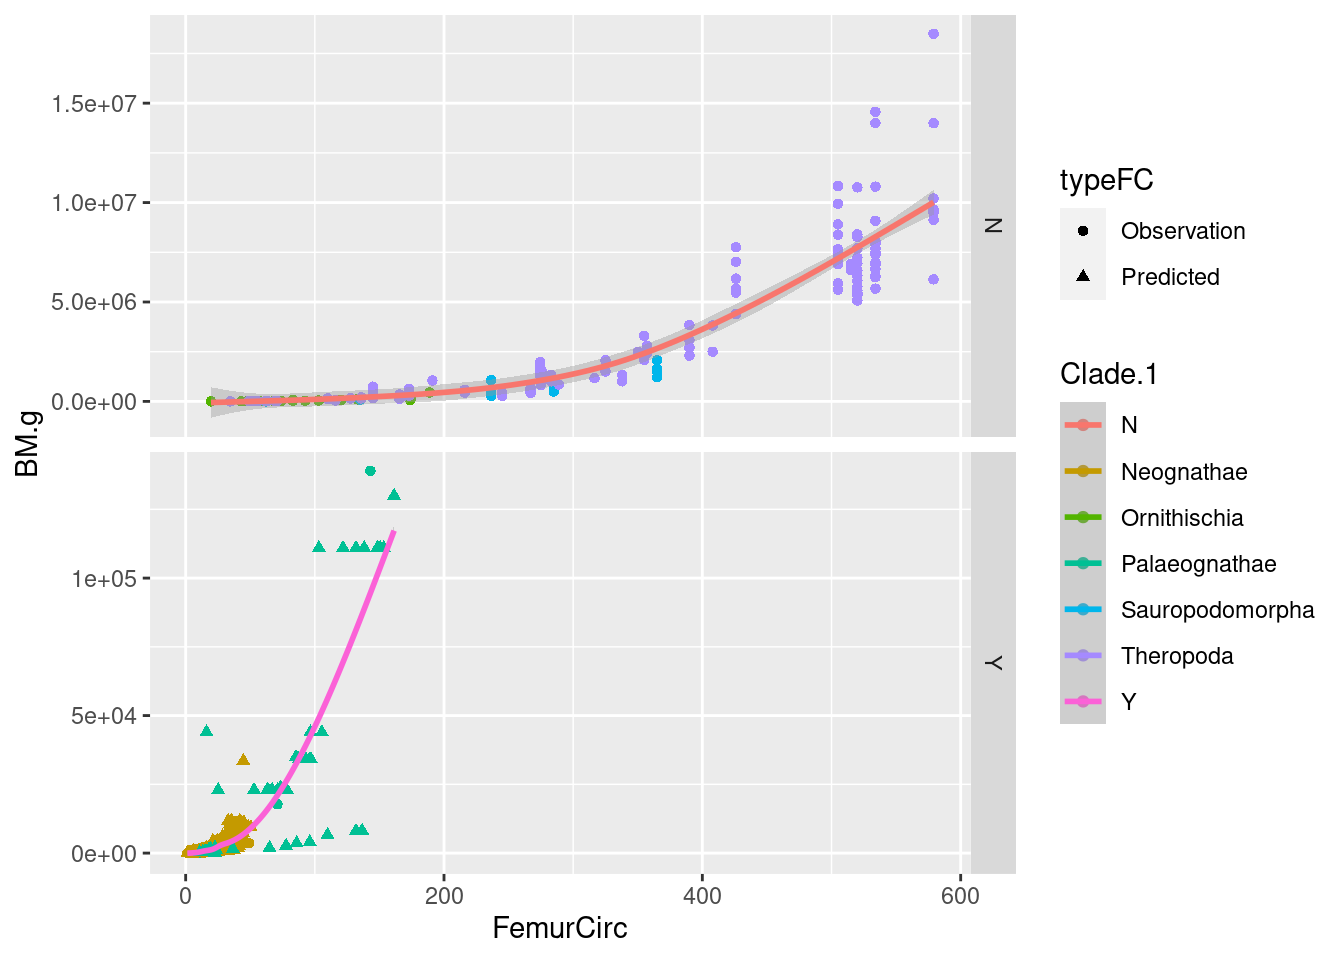 1.5e+07
1.0e+07
5.0e+06
0.0e+00
N
BM.g
1e+05
5e+04
0e+00
Y
0 200 400 600
FemurCirc
typeFC
Observation
Predicted
Clade.1
N
Neognathae
Ornithischia
Palaeognathae
Sauropodomorpha
Theropoda
Y